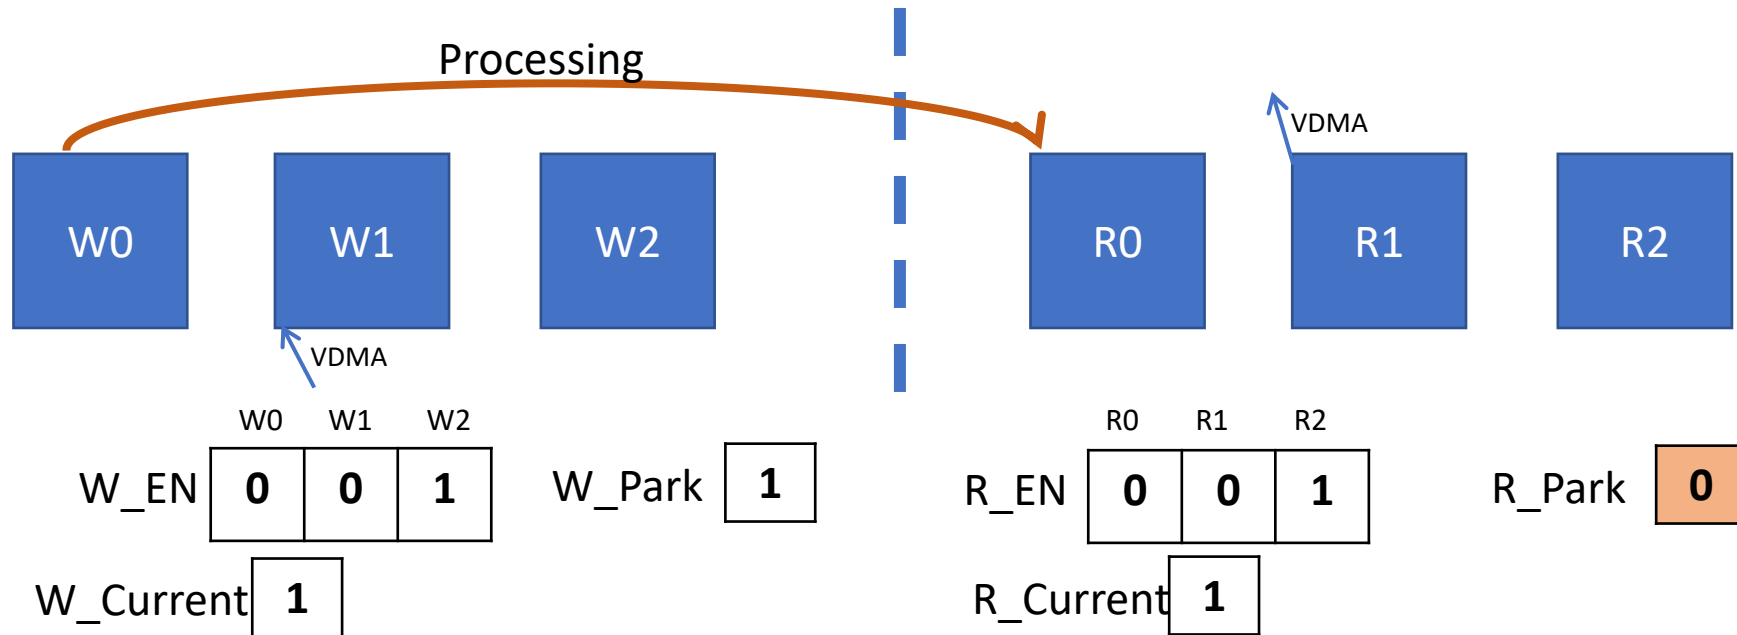 Processing
VDMA
W0 W1 W2 R0 R1 R2
VDMA
W0 W1 W2 R0 R1 R2
W_EN 0 0 1 W_Park 1 R_EN 0 0 1 R_Park 0
W_Current 1 R_Current 1